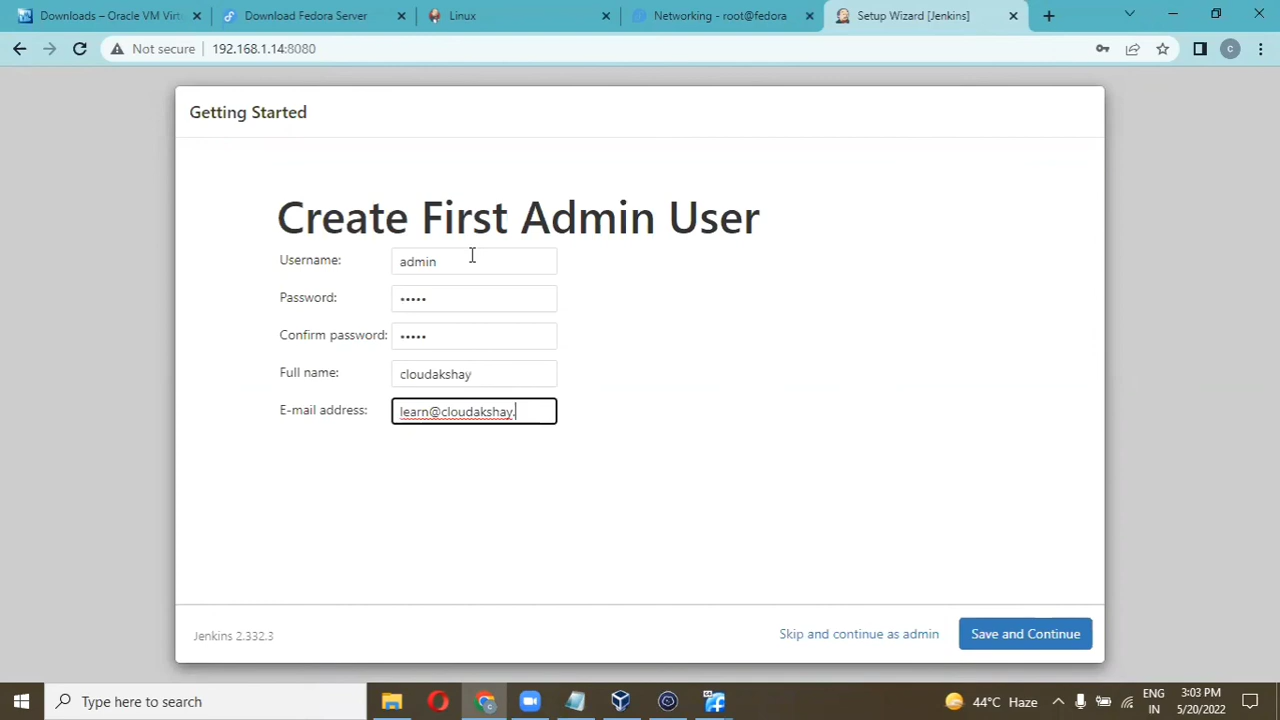 Downloads – Oracle VM Virtu
Download Fedora Server
Linux
Networking - root@fedora
Setup Wizard [Jenkins]
Not secure
192.168.1.14:8080
c
Getting Started
Create First Admin User
Username:
admin
Password:
•••••
Confirm password:
•••••
Full name:
cloudakshay
E-mail address:
learn@cloudakshay.
Jenkins 2.332.3
Skip and continue as admin
Save and Continue
Type here to search
44°C Haze
ENG
IN
3:03 PM
5/20/2022